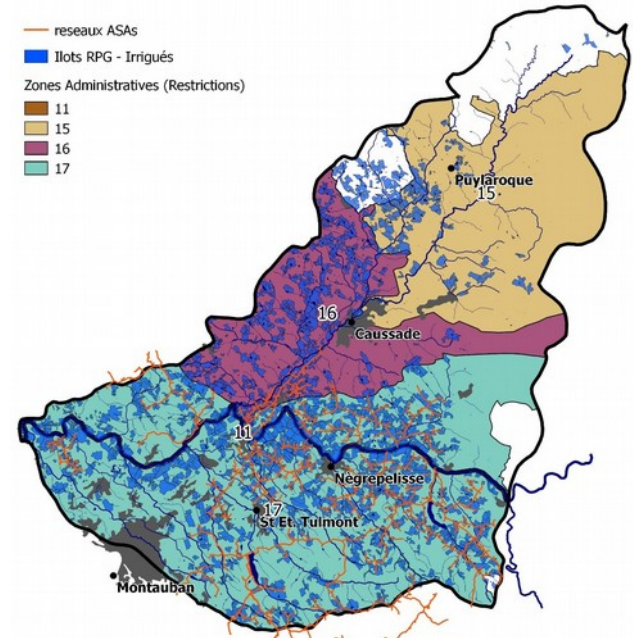 reseaux ASAs
Ilots RPG - Irrigués
Zones Administratives (Restrictions)
11
15
16
17
Puylaroque
15
16
Caussade
11
Nègrepelisse
17
St Et. Tulmont
Montauban